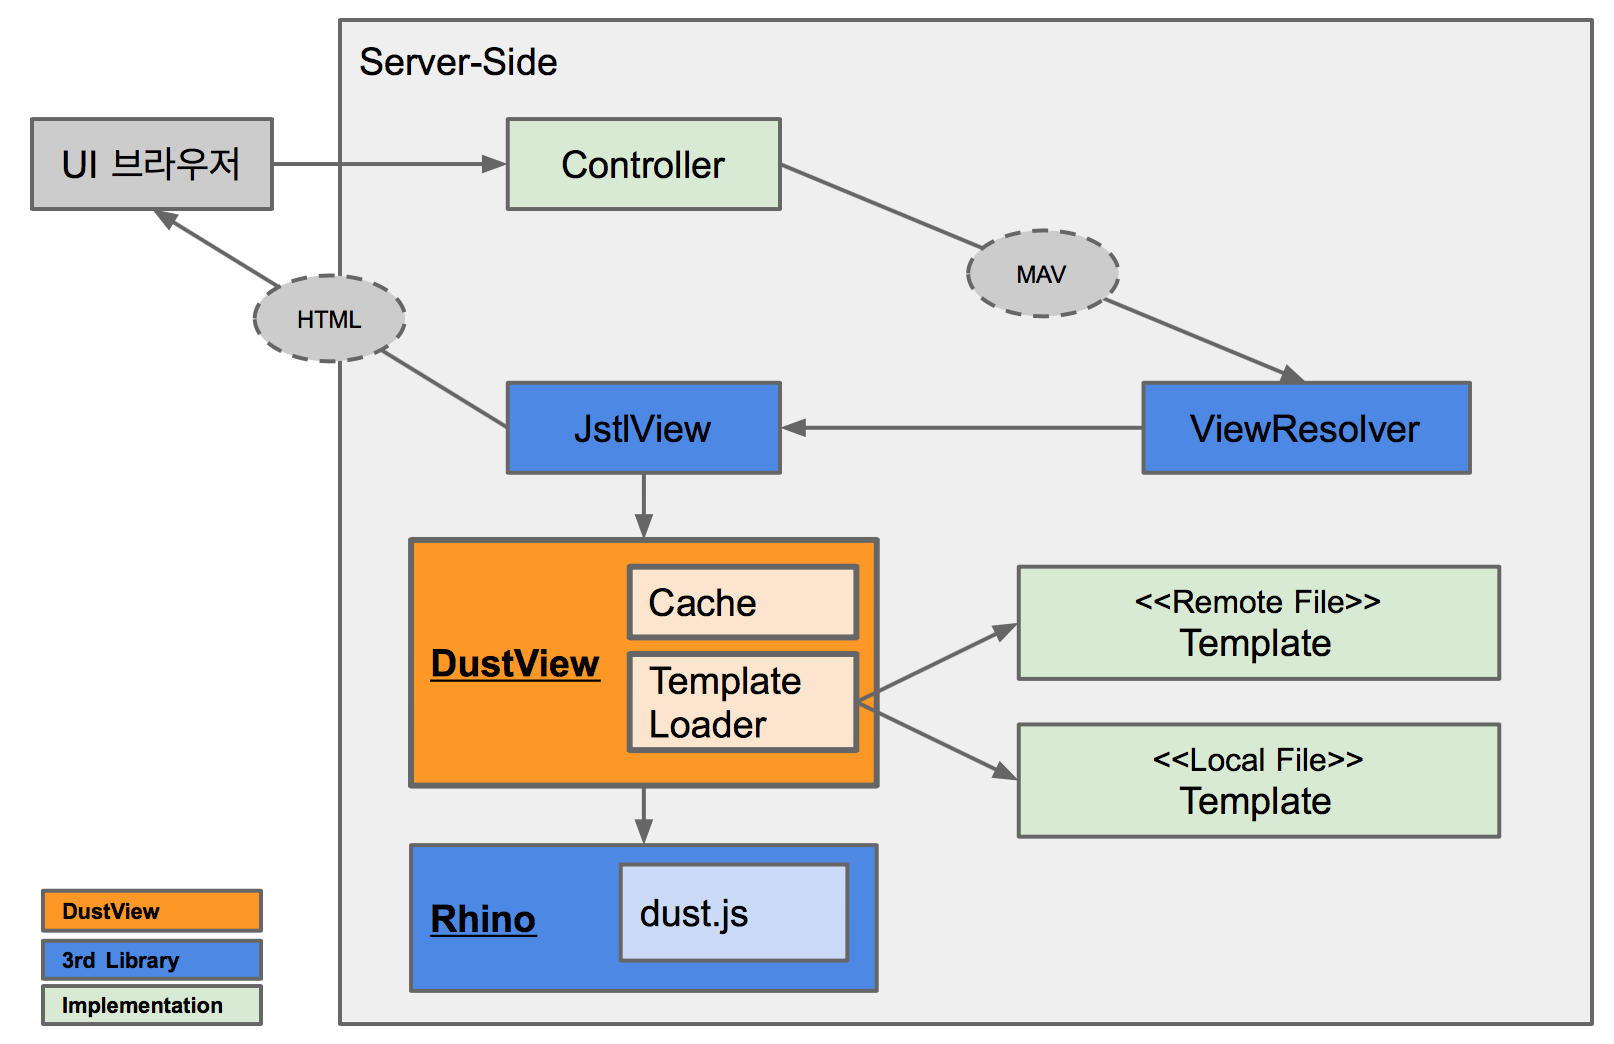 Server-Side
UI 브라우저
Controller
MAV
HTML
JstlView
ViewResolver
DustView
Cache
Template
Loader
<<Remote File>>
Template
<<Local File>>
Template
Rhino
dust.js
DustView
3rd Library
Implementation